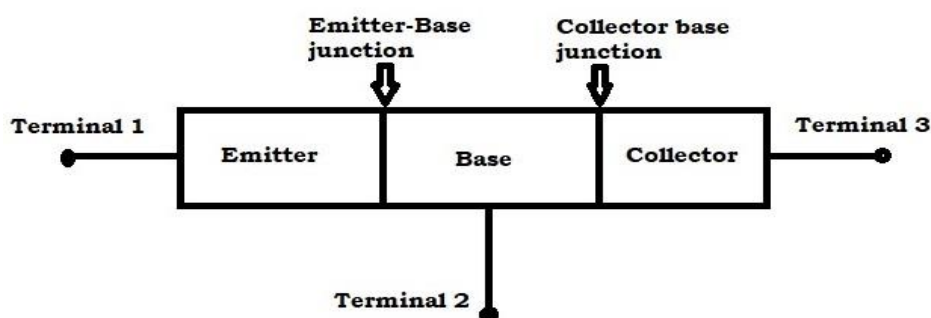 Emitter-Base
junction
Collector base
junction
Terminal 1
Terminal 3
Emitter
Base
Collector
Terminal 2